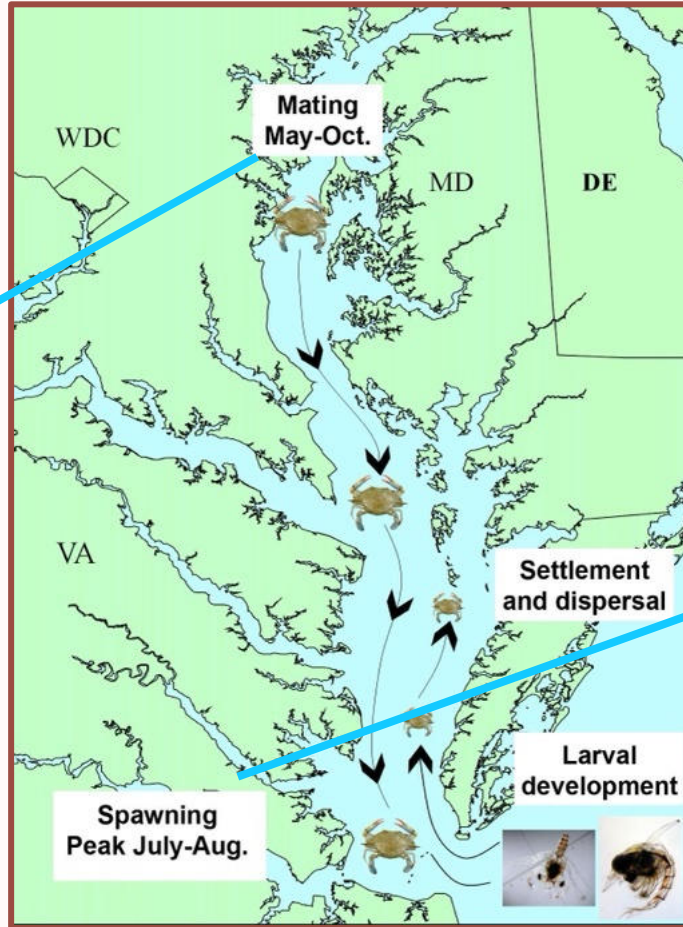 Mating
May-Oct.
WDC
MD
DE
VA
Settlement
and dispersal
Larval
development
Spawning
Peak July-Aug.